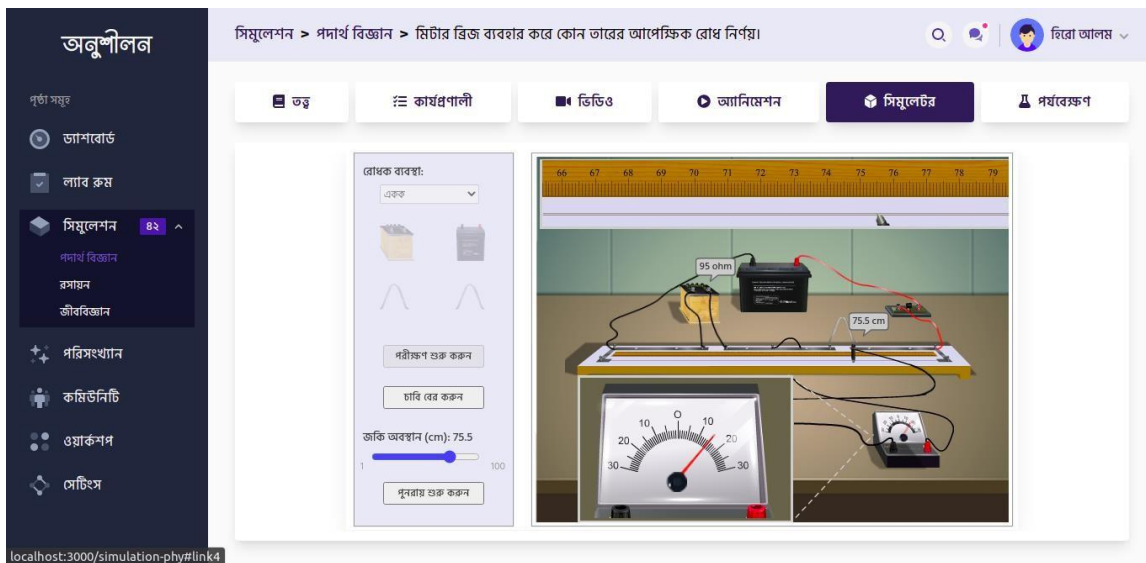 অনুশীলন
সিমুলেশন > পদার্থ বিজ্ঞান > মিটার ব্রিজ ব্যবহার করে কোন তারের আপেক্ষিক রোধ নির্ণয়।
হিরো আলম
পৃষ্ঠা সমূহ
ড্যাশবোর্ড
ল্যাব রুম
সিমুলেশন ৪২
পদার্থ বিজ্ঞান
রসায়ন
জীববিজ্ঞান
পরিসংখ্যান
কমিউনিটি
ওয়ার্কশপ
সেটিংস
তত্ত্ব কার্যপ্রণালী ভিডিও অ্যানিমেশন সিমুলেটর পর্যবেক্ষণ
রোধক ব্যবস্থা:
একক
পরীক্ষণ শুরু করুন
চাবি বের করুন
জকি অবস্থান (cm): 75.5
1 100
পুনরায় শুরু করুন
66 67 68 69 70 71 72 73 74 75 76 77 78 79
95 ohm
75.5 cm
30 20 10 0 10 20 30
localhost:3000/simulation-phy#link4